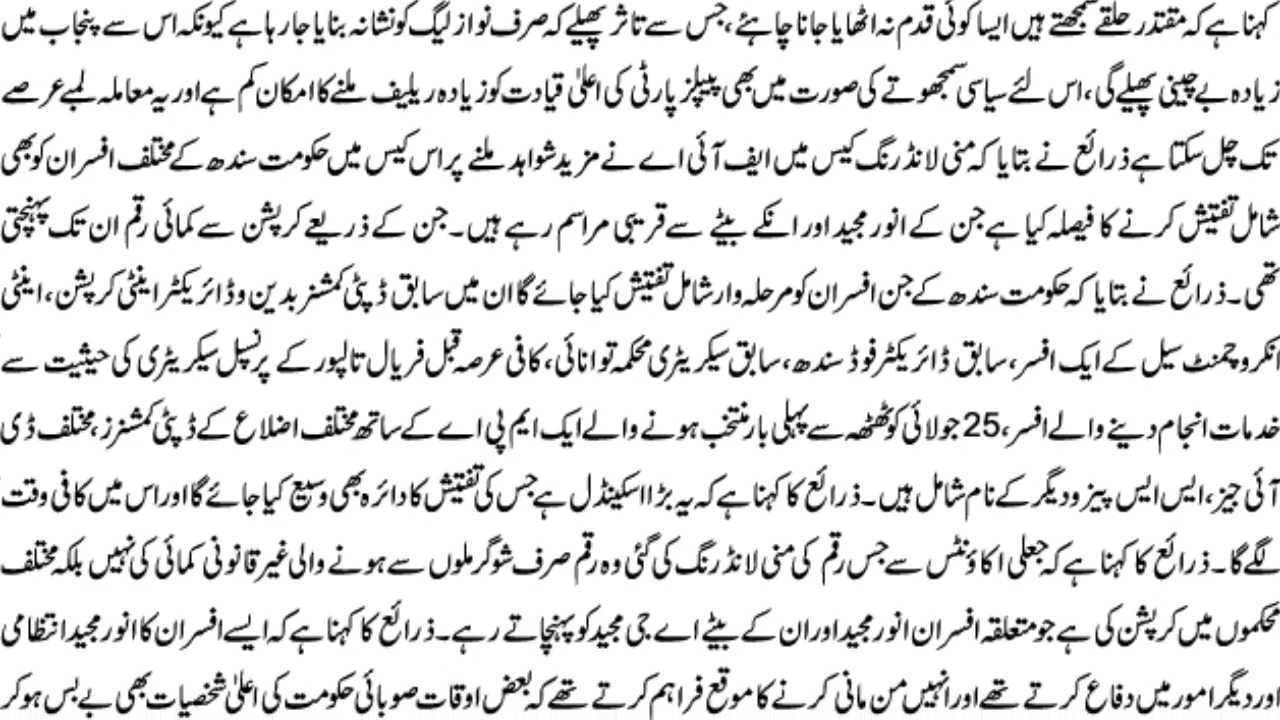 کہنا ہے کہ مقتدر حلقے سمجھتے ہیں ایسا کوئی قدم نہ اٹھایا جانا چاہئے، جس سے تاثر پھیلے کہ صرف نواز لیگ کو نشانہ بنایا جا رہا ہے کیونکہ اس سے پنجاب میں
زیادہ بے چینی پھیلے گی، اس لئے سیاسی سمجھوتے کی صورت میں بھی پیپلز پارٹی کی اعلیٰ قیادت کو زیادہ ریلیف ملنے کا امکان کم ہے اور یہ معاملہ لمبے عرصے
تک چل سکتا ہے ذرائع نے بتایا کہ منی لانڈرنگ کیس میں ایف آئی اے نے مزید شواہد ملنے پر اس کیس میں حکومت سندھ کے مختلف افسران کو بھی
شامل تفتیش کرنے کا فیصلہ کیا ہے جن کے انور مجید اور انکے بیٹے سے قریبی مراسم رہے ہیں۔ جن کے ذریعے کرپشن سے کمائی رقم ان تک پہنچتی
تھی۔ ذرائع نے بتایا کہ حکومت سندھ کے جن افسران کو مرحلہ وار شامل تفتیش کیا جائے گا ان میں سابق ڈپٹی کمشنر بدین و ڈائریکٹر اینٹی کرپشن، اینٹی
انکروچمنٹ سیل کے ایک افسر، سابق ڈائریکٹر فوڈ سندھ، سابق سیکریٹری محکمہ توانائی، کافی عرصہ قبل فریال تالپور کے پرنسپل سیکریٹری کی حیثیت سے
خدمات انجام دینے والے افسر، 25 جولائی کو ٹھٹھہ سے پہلی بار منتخب ہونے والے ایک ایم پی اے کے ساتھ مختلف اضلاع کے ڈپٹی کمشنرز، مختلف ڈی
آئی جیز، ایس ایس پیز و دیگر کے نام شامل ہیں۔ ذرائع کا کہنا ہے کہ یہ بڑا اسکینڈل ہے جس کی تفتیش کا دائرہ بھی وسیع کیا جائے گا اور اس میں کافی وقت
لگے گا۔ ذرائع کا کہنا ہے کہ جعلی اکاؤنٹس سے جس رقم کی منی لانڈرنگ کی گئی وہ رقم صرف شوگر ملوں سے ہونے والی غیر قانونی کمائی کی نہیں بلکہ مختلف
محکموں میں کرپشن کی ہے جو متعلقہ افسران انور مجید اور ان کے بیٹے اے جی مجید کو پہنچاتے رہے۔ ذرائع کا کہنا ہے کہ ایسے افسران کا انور مجید انتظامی
اور دیگر امور میں دفاع کرتے تھے اور انہیں من مانی کرنے کا موقع فراہم کرتے تھے کہ بعض اوقات صوبائی حکومت کی اعلیٰ شخصیات بھی بے بس ہو کر